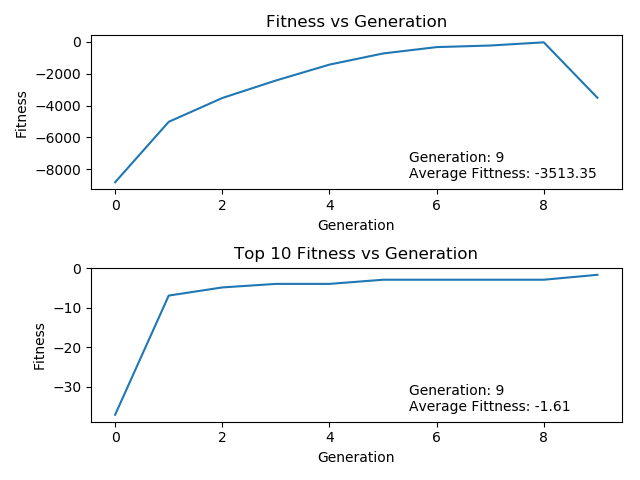 Fitness vs Generation
0
−2000
−4000
−6000
−8000
Fitness
Generation: 9
Average Fittness: -3513.35
0 2 4 6 8
Generation
Top 10 Fitness vs Generation
0
−10
−20
−30
Fitness
Generation: 9
Average Fittness: -1.61
0 2 4 6 8
Generation